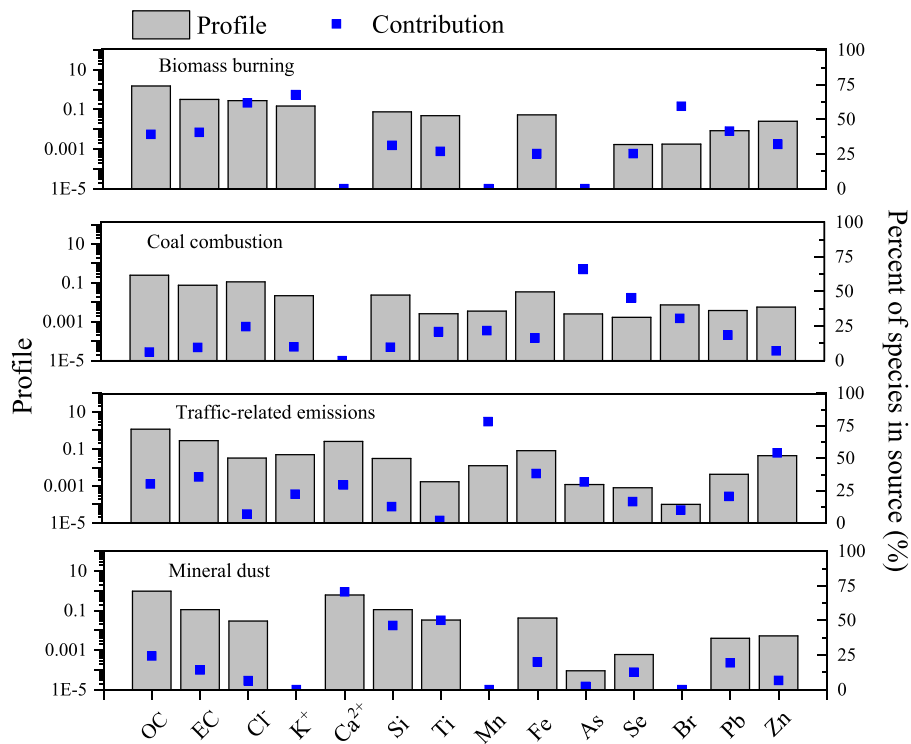 Profile Contribution
Biomass burning
10
0.1
0.001
1E-5
100
75
50
25
0
Coal combustion
10
0.1
0.001
1E-5
100
75
50
25
0
Traffic-related emissions
10
0.1
0.001
1E-5
100
75
50
25
0
Mineral dust
10
0.1
0.001
1E-5
100
75
50
25
0
OC EC Cl⁻ K⁺ Ca²⁺ Si Ti Mn Fe As Se Br Pb Zn
Profile
Percent of species in source (%)